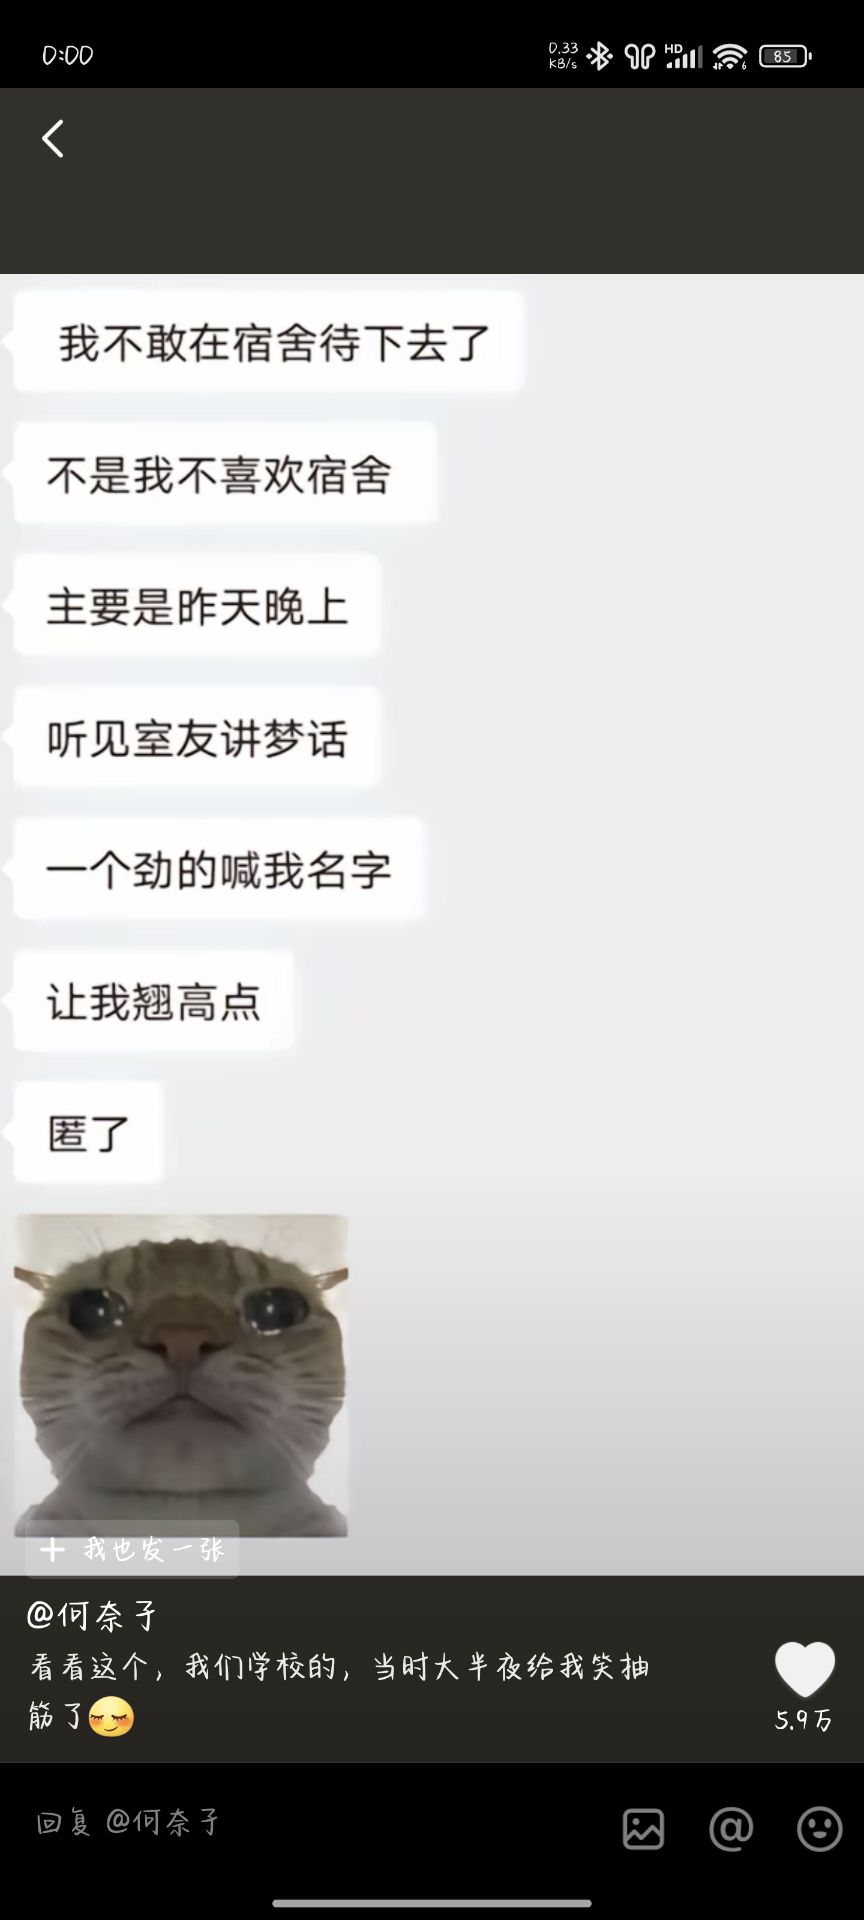 0:00
0.33 KB/s
HD
6
85
我不敢在宿舍待下去了
不是我不喜欢宿舍
主要是昨天晚上
听见室友讲梦话
一个劲的喊我名字
让我翘高点
匿了
+ 我也发一张
@何奈子
看看这个，我们学校的，当时大半夜给我笑抽
筋了😌
5.9万
回复 @何奈子